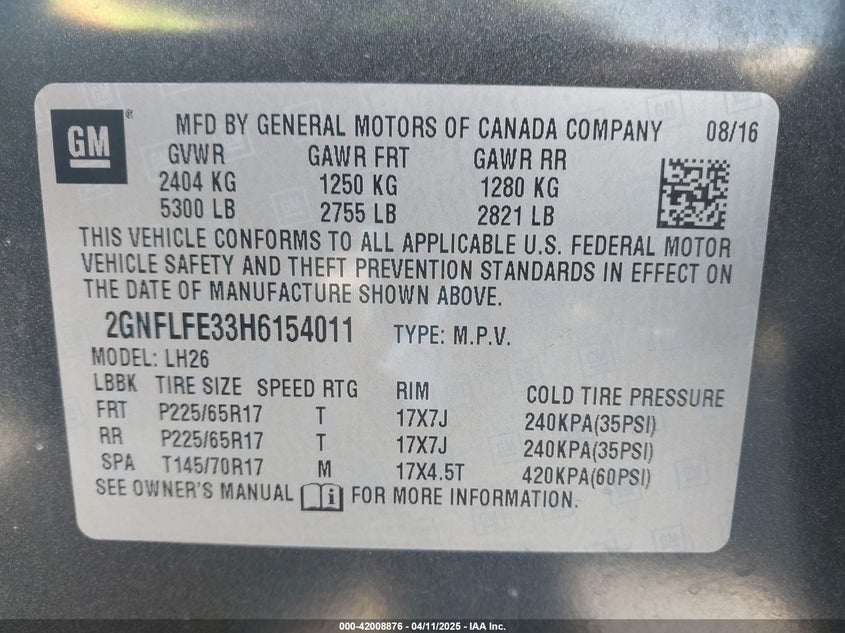 GM ® MFD BY GENERAL MOTORS OF CANADA COMPANY 08/16
GVWR GAWR FRT GAWR RR
2404 KG 1250 KG 1280 KG
5300 LB 2755 LB 2821 LB
THIS VEHICLE CONFORMS TO ALL APPLICABLE U.S. FEDERAL MOTOR
VEHICLE SAFETY AND THEFT PREVENTION STANDARDS IN EFFECT ON
THE DATE OF MANUFACTURE SHOWN ABOVE.
2GNFLFE33H6154011 TYPE: M.P.V.
MODEL: LH26
LBBK TIRE SIZE SPEED RTG RIM COLD TIRE PRESSURE
FRT P225/65R17 T 17X7J 240KPA(35PSI)
RR P225/65R17 T 17X7J 240KPA(35PSI)
SPA T145/70R17 M 17X4.5T 420KPA(60PSI)
SEE OWNER'S MANUAL i FOR MORE INFORMATION.
000-42008876 - 04/11/2025 - IAA Inc.